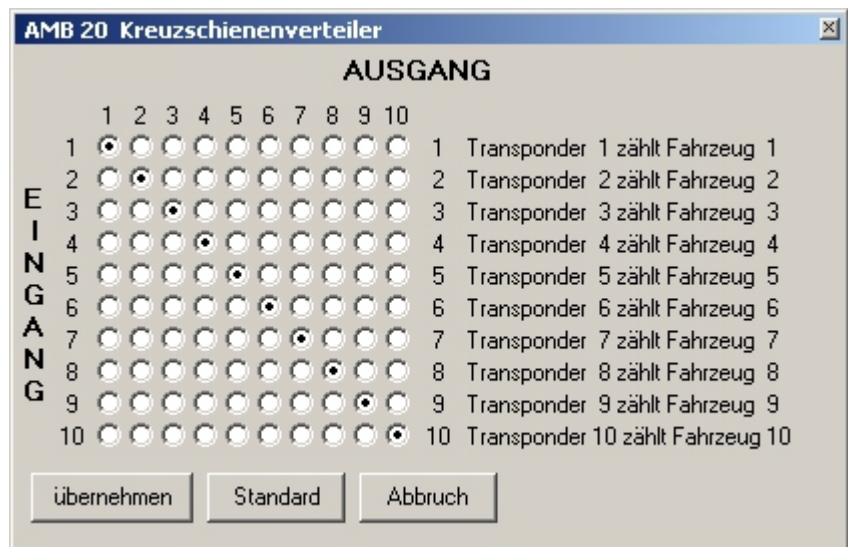 AMB 20 Kreuzschienenverteiler
AUSGANG
1 2 3 4 5 6 7 8 9 10
EINGANG
1 1 Transponder 1 zählt Fahrzeug 1
2 2 Transponder 2 zählt Fahrzeug 2
3 3 Transponder 3 zählt Fahrzeug 3
4 4 Transponder 4 zählt Fahrzeug 4
5 5 Transponder 5 zählt Fahrzeug 5
6 6 Transponder 6 zählt Fahrzeug 6
7 7 Transponder 7 zählt Fahrzeug 7
8 8 Transponder 8 zählt Fahrzeug 8
9 9 Transponder 9 zählt Fahrzeug 9
10 10 Transponder 10 zählt Fahrzeug 10
übernehmen Standard Abbruch